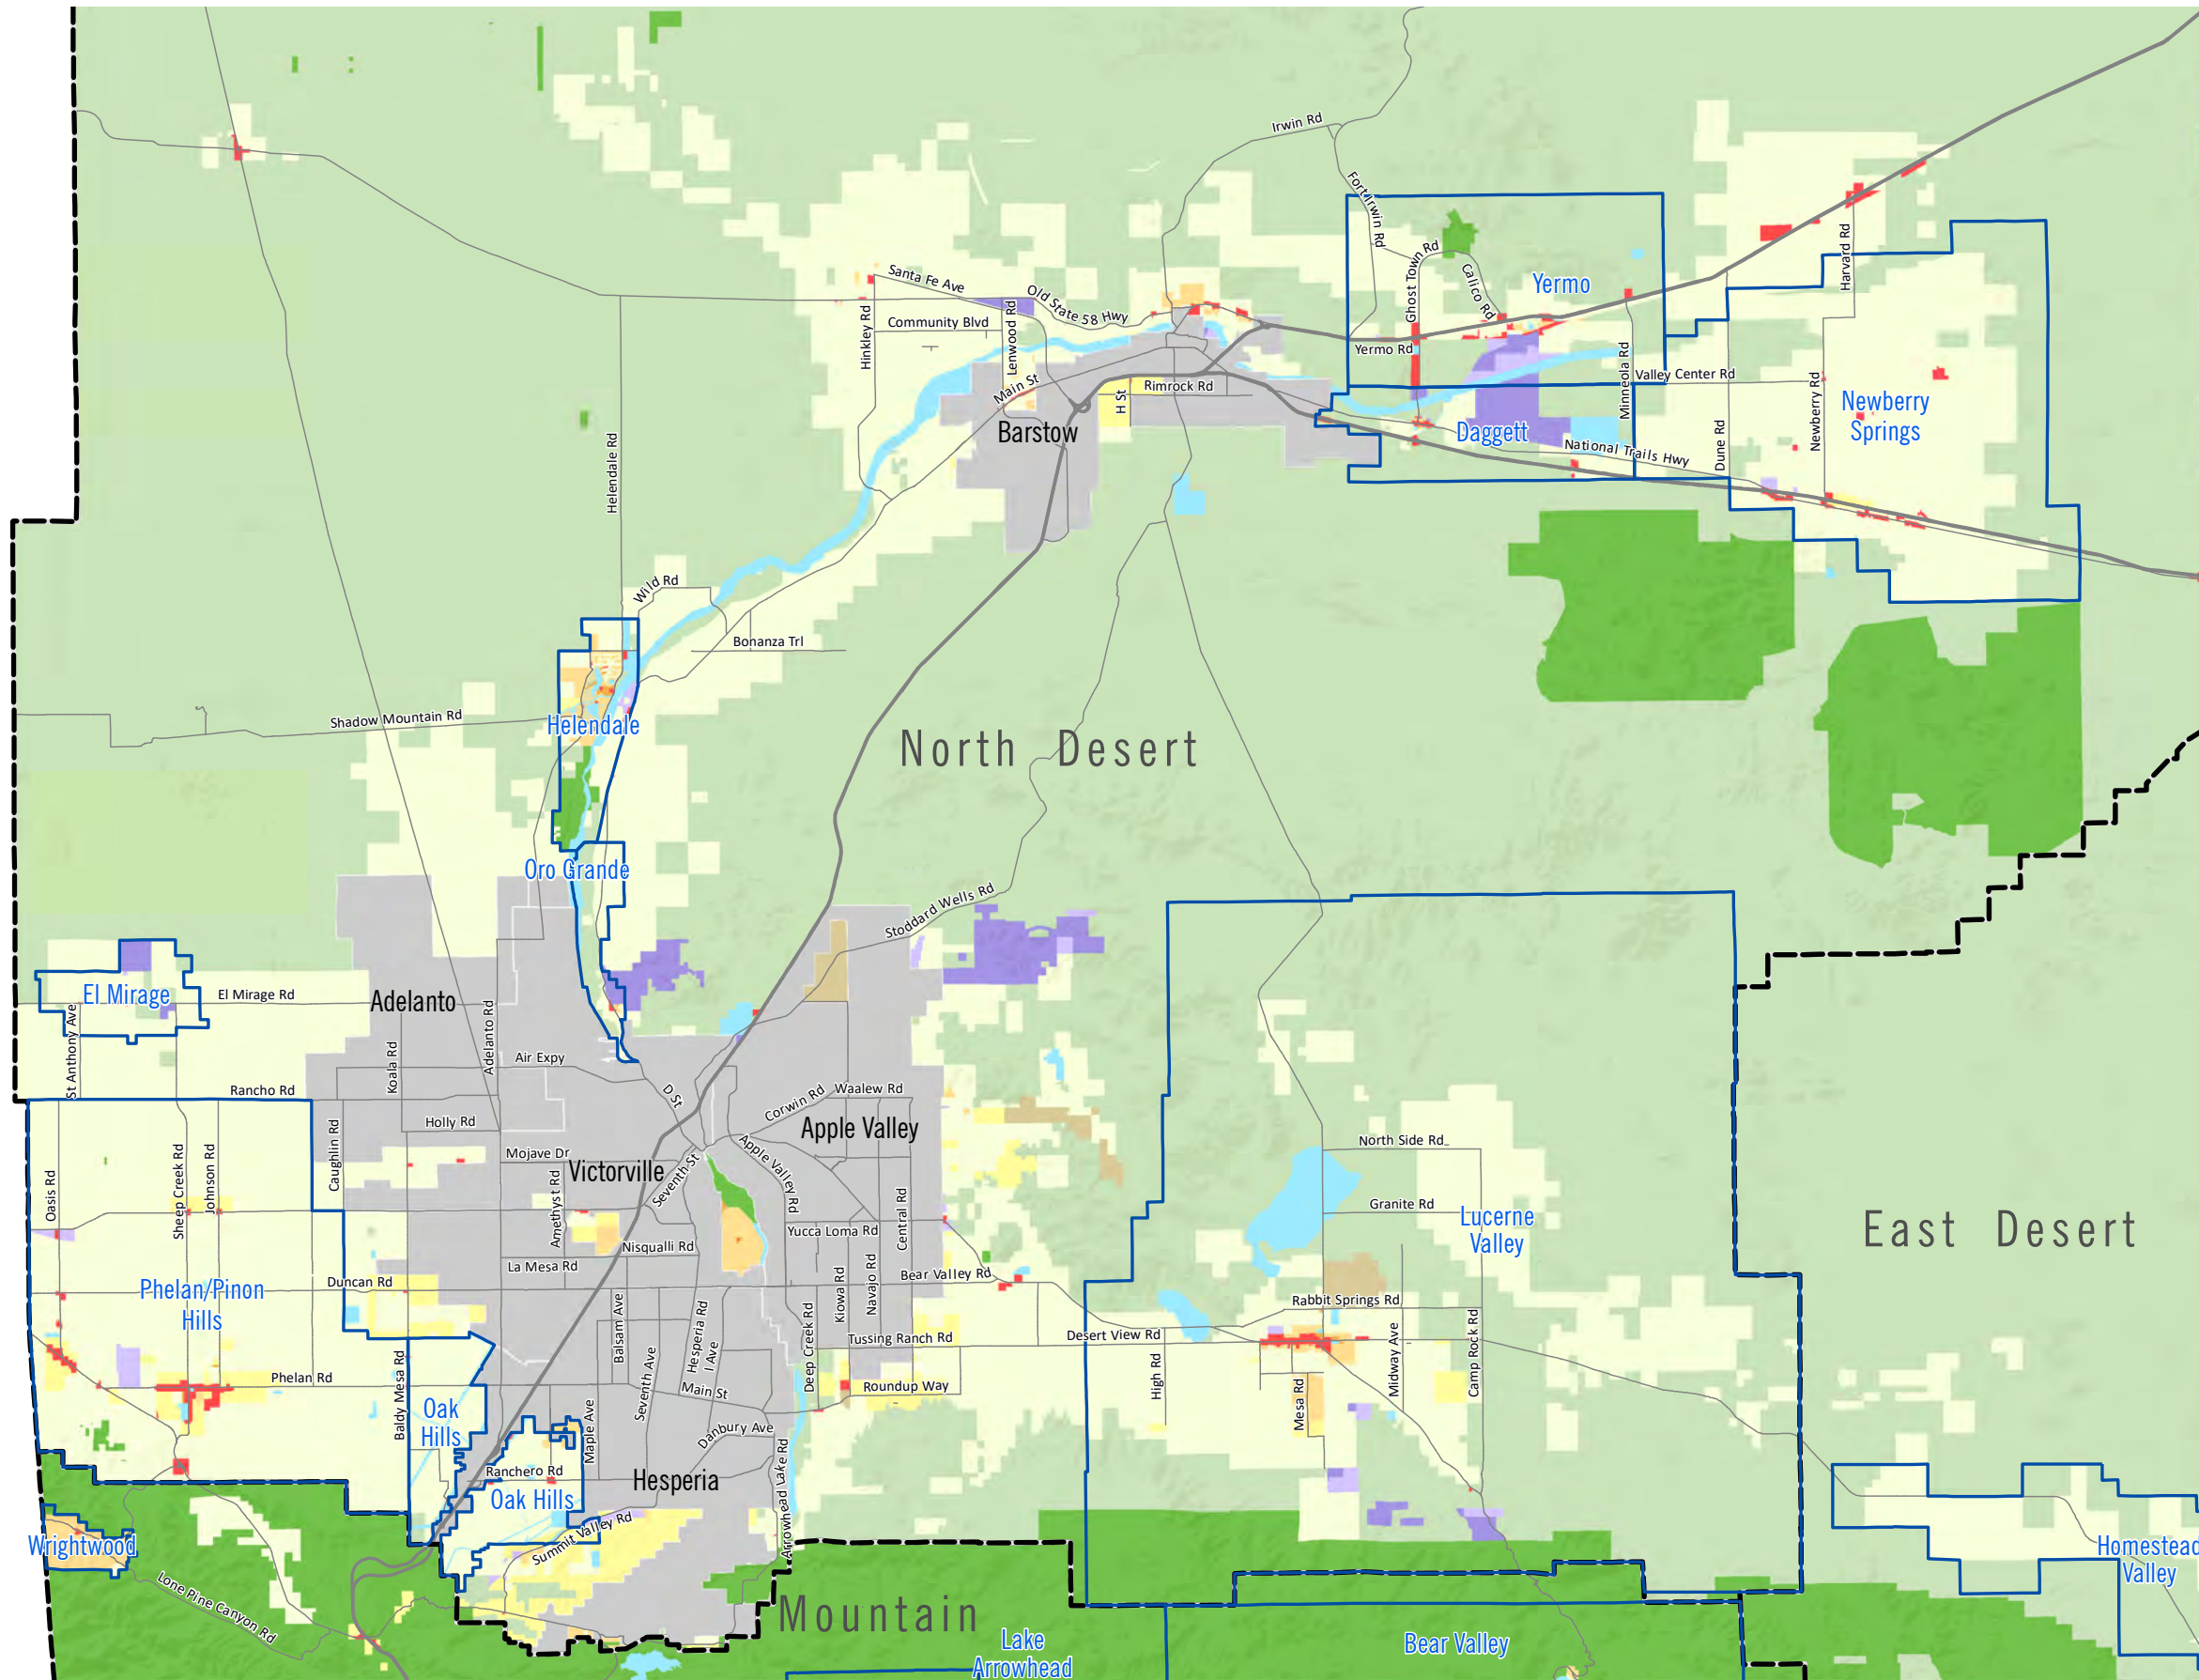 Irwin Rd
Fort Irwin Rd
Ghost Town Rd
Calico Rd
Yermo
Harvard Rd
Santa Fe Ave
Old State 58 Hwy
Hinkley Rd
Community Blvd
Lenwood Rd
Yermo Rd
Minneola Rd
Valley Center Rd
Main St
H St
Rimrock Rd
Newberry Rd
Newberry
Springs
Barstow
Daggett
National Trails Hwy
Dune Rd
Helendale Rd
Wild Rd
Bonanza Trl
Shadow Mountain Rd
Helendale
North Desert
Oro Grande
Stoddard Wells Rd
El Mirage
El Mirage Rd
Adelanto
St Anthony Ave
Koala Rd
Adelanto Rd
Air Expy
Rancho Rd
D St
Corwin Rd
Waalew Rd
Holly Rd
Apple Valley
Caughlin Rd
Mojave Dr
Victorville
Seventh St
Apple Valley Rd
North Side Rd
Oasis Rd
Sheep Creek Rd
Johnson Rd
Amethyst Rd
Nisqualli Rd
Yucca Loma Rd
Central Rd
Granite Rd
Lucerne
Valley
East Desert
La Mesa Rd
Duncan Rd
Phelan/Pinon
Hills
Bear Valley Rd
Kiowa Rd
Navajo Rd
Rabbit Springs Rd
Balsam Ave
Hesperia Rd
I Ave
Deep Creek Rd
Tussing Ranch Rd
Desert View Rd
Camp Rock Rd
Midway Ave
High Rd
Mesa Rd
Phelan Rd
Baldy Mesa Rd
Seventh Ave
Main St
Roundup Way
Oak
Hills
Maple Ave
Danbury Ave
Ranchero Rd
Hesperia
Arrowhead Lake Rd
Oak Hills
Summit Valley Rd
Wrightwood
Lone Pine Canyon Rd
Mountain
Lake
Arrowhead
Bear Valley
Homestead
Valley